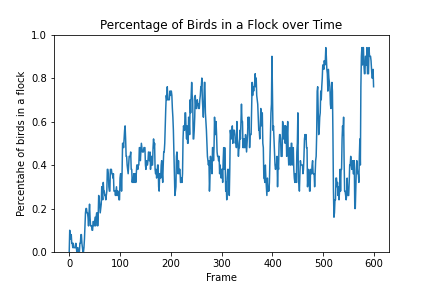 Percentage of Birds in a Flock over Time
1.0
0.8
0.6
0.4
0.2
0.0
Percentahe of birds in a flock
0 100 200 300 400 500 600
Frame